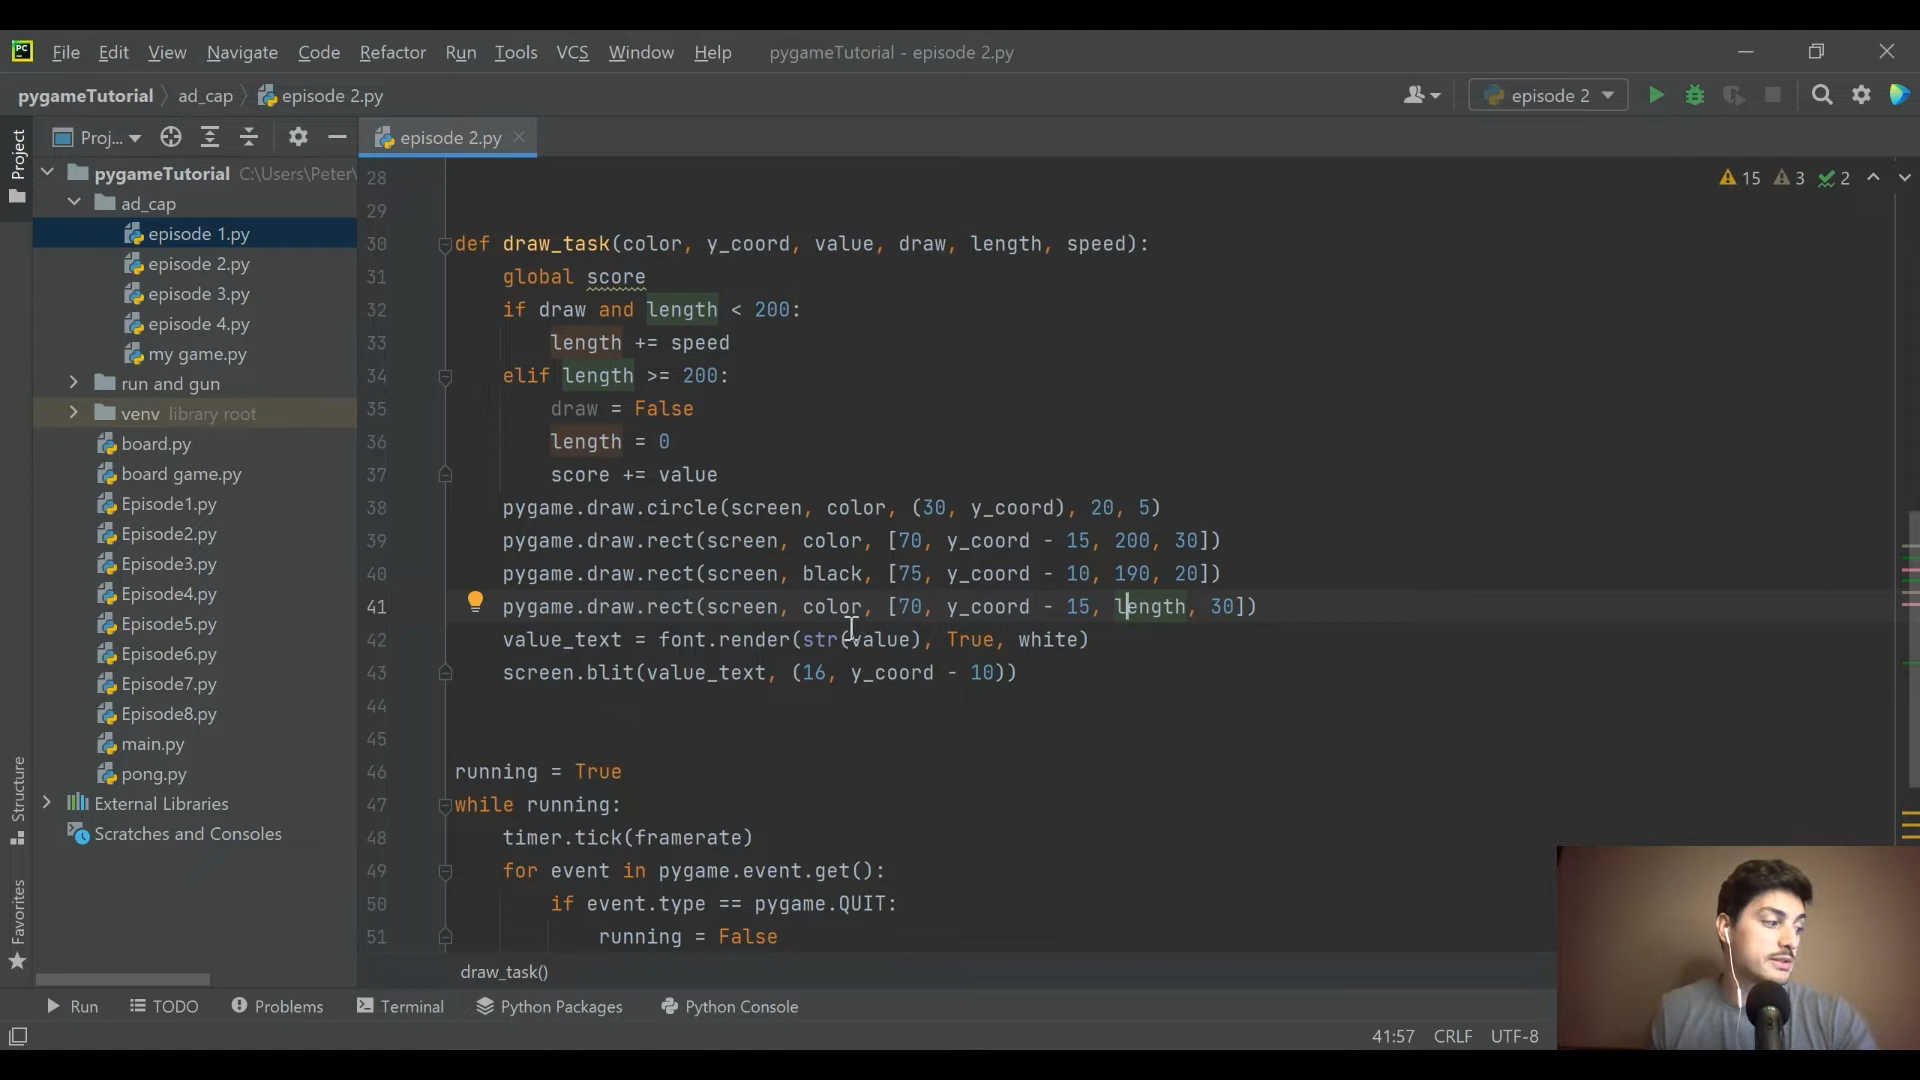 PC File Edit View Navigate Code Refactor Run Tools VCS Window Help pygameTutorial - episode 2.py
pygameTutorial ad_cap episode 2.py episode 2
Project
Proj... episode 2.py
pygameTutorial C:\Users\Peter\
ad_cap
episode 1.py
episode 2.py
episode 3.py
episode 4.py
my game.py
run and gun
venv library root
board.py
board game.py
Episode1.py
Episode2.py
Episode3.py
Episode4.py
Episode5.py
Episode6.py
Episode7.py
Episode8.py
main.py
pong.py
External Libraries
Scratches and Consoles
Structure
Favorites
15 3 2
28
29
30 def draw_task(color, y_coord, value, draw, length, speed):
31 global score
32 if draw and length < 200:
33 length += speed
34 elif length >= 200:
35 draw = False
36 length = 0
37 score += value
38 pygame.draw.circle(screen, color, (30, y_coord), 20, 5)
39 pygame.draw.rect(screen, color, [70, y_coord - 15, 200, 30])
40 pygame.draw.rect(screen, black, [75, y_coord - 10, 190, 20])
41 pygame.draw.rect(screen, color, [70, y_coord - 15, length, 30])
42 value_text = font.render(str(value), True, white)
43 screen.blit(value_text, (16, y_coord - 10))
44
45
46 running = True
47 while running:
48 timer.tick(framerate)
49 for event in pygame.event.get():
50 if event.type == pygame.QUIT:
51 running = False
draw_task()
Run TODO Problems Terminal Python Packages Python Console
41:57 CRLF UTF-8